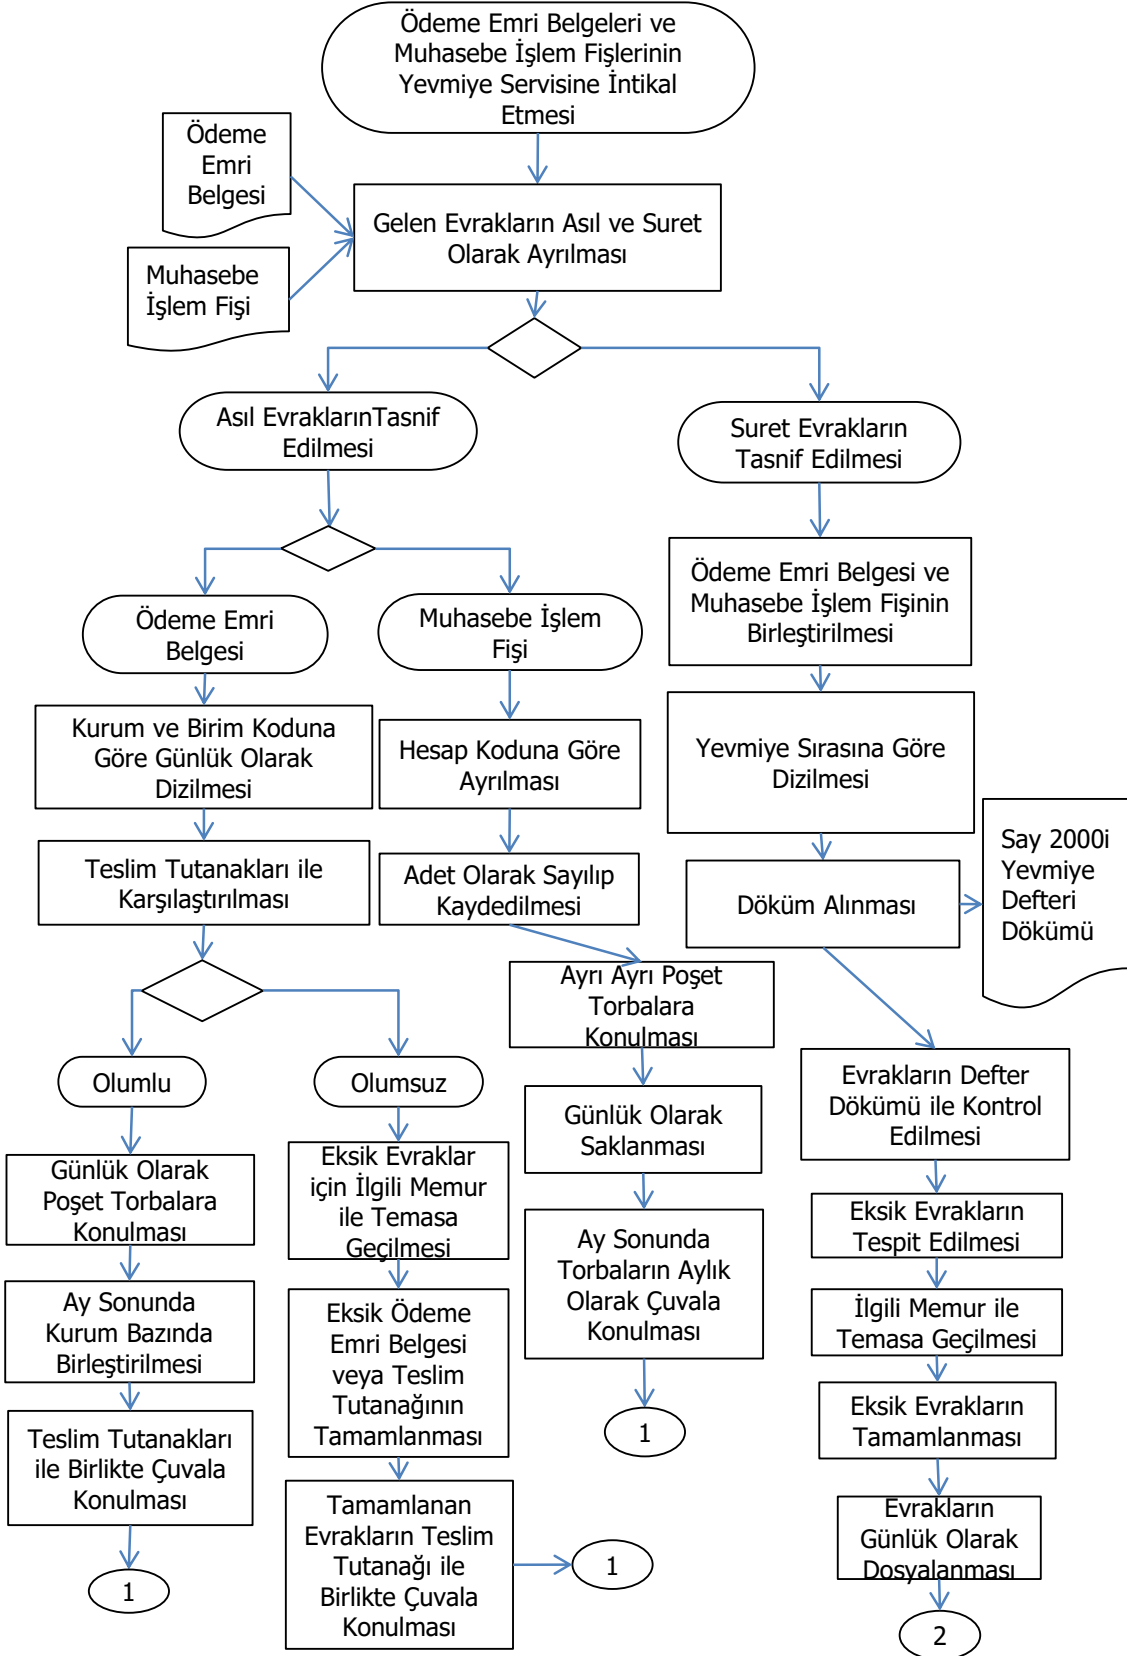 Ödeme Emri Belgeleri ve
Muhasebe İşlem Fişlerinin
Yevmiye Servisine İntikal
Etmesi
Ödeme
Emri
Belgesi
Muhasebe
İşlem Fişi
Gelen Evrakların Asıl ve Suret
Olarak Ayrılması
Asıl EvraklarınTasnif
Edilmesi
Suret Evrakların
Tasnif Edilmesi
Ödeme Emri
Belgesi
Muhasebe İşlem
Fişi
Ödeme Emri Belgesi ve
Muhasebe İşlem Fişinin
Birleştirilmesi
Kurum ve Birim Koduna
Göre Günlük Olarak
Dizilmesi
Hesap Koduna Göre
Ayrılması
Yevmiye Sırasına Göre
Dizilmesi
Teslim Tutanakları ile
Karşılaştırılması
Adet Olarak Sayılıp
Kaydedilmesi
Döküm Alınması
Say 2000i
Yevmiye
Defteri
Dökümü
Ayrı Ayrı Poşet
Torbalara
Konulması
Olumlu
Olumsuz
Günlük Olarak
Saklanması
Evrakların Defter
Dökümü ile Kontrol
Edilmesi
Günlük Olarak
Poşet Torbalara
Konulması
Eksik Evraklar
için İlgili Memur
ile Temasa
Geçilmesi
Ay Sonunda
Torbaların Aylık
Olarak Çuvala
Konulması
Eksik Evrakların
Tespit Edilmesi
Ay Sonunda
Kurum Bazında
Birleştirilmesi
Eksik Ödeme
Emri Belgesi
veya Teslim
Tutanağının
Tamamlanması
İlgili Memur ile
Temasa Geçilmesi
1
Eksik Evrakların
Tamamlanması
Teslim Tutanakları
ile Birlikte Çuvala
Konulması
Tamamlanan
Evrakların Teslim
Tutanağı ile
Birlikte Çuvala
Konulması
1
Evrakların
Günlük Olarak
Dosyalanması
1
2